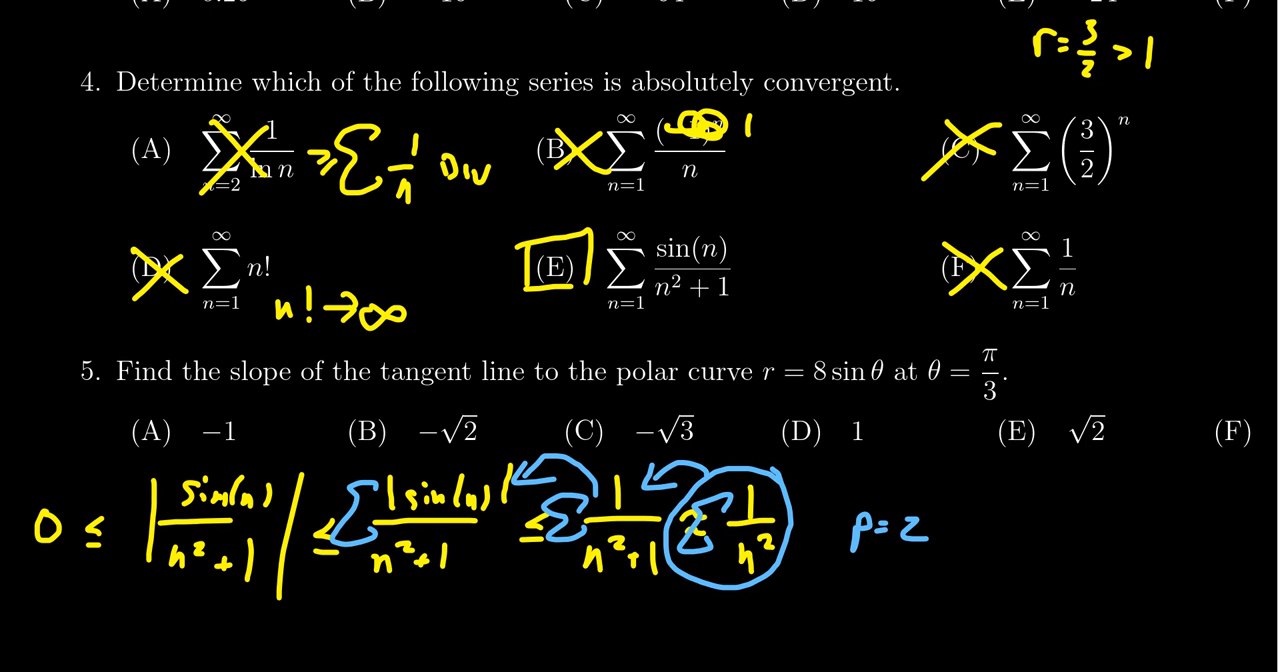 r = 3/2 > 1
4. Determine which of the following series is absolutely convergent.
(A) ∑_{n=2}^{∞} 1/ln n ≥ ∑ 1/n Div (B) ∑_{n=1}^{∞} ( 1 / n (C) ∑_{n=1}^{∞} (3/2)^n
(D) ∑_{n=1}^{∞} n! (E) ∑_{n=1}^{∞} sin(n)/(n² + 1) (F) ∑_{n=1}^{∞} 1/n
n! → ∞
5. Find the slope of the tangent line to the polar curve r = 8 sin θ at θ = π/3.
(A) −1 (B) −√2 (C) −√3 (D) 1 (E) √2 (F)
0 ≤ |sin(n)/(n²+1)| ≤ ∑ |sin(n)|/(n²+1) ≤ ∑ 1/(n²+1) ∑ 1/n² p=2